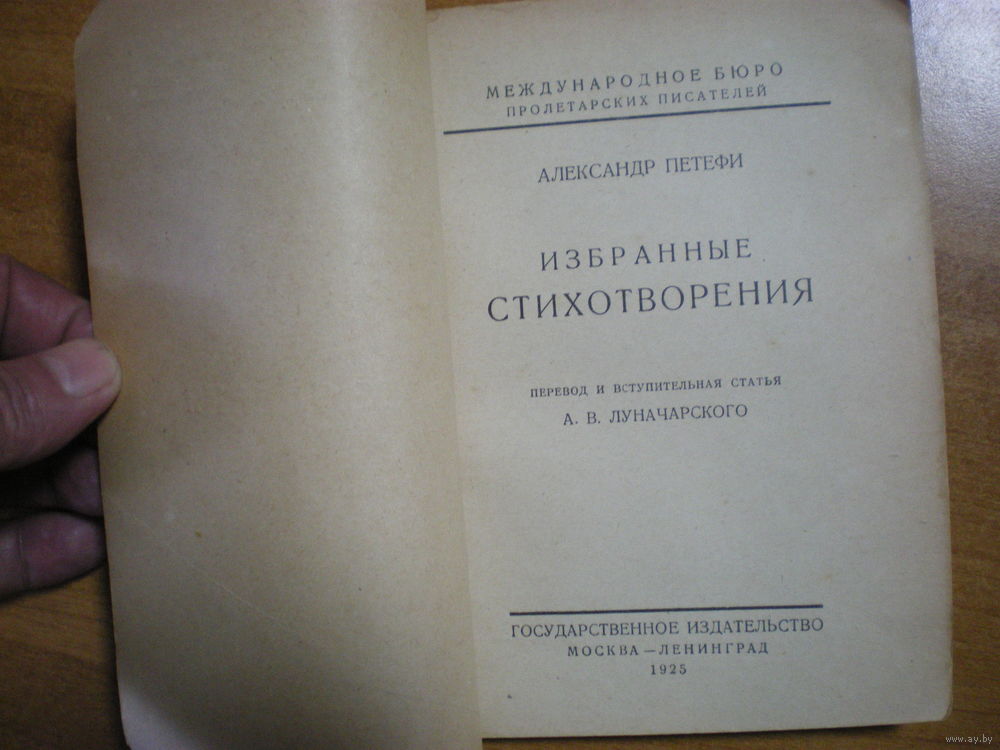 МЕЖДУНАРОДНОЕ БЮРО
ПРОЛЕТАРСКИХ ПИСАТЕЛЕЙ
АЛЕКСАНДР ПЕТЕФИ
ИЗБРАННЫЕ
СТИХОТВОРЕНИЯ
ПЕРЕВОД И ВСТУПИТЕЛЬНАЯ СТАТЬЯ
А. В. ЛУНАЧАРСКОГО
ГОСУДАРСТВЕННОЕ ИЗДАТЕЛЬСТВО
МОСКВА — ЛЕНИНГРАД
1925
www.ay.by